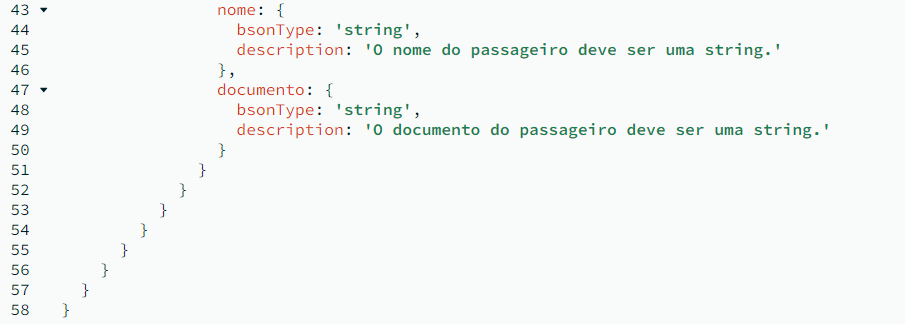 43 nome: {
44 bsonType: 'string',
45 description: 'O nome do passageiro deve ser uma string.'
46 },
47 documento: {
48 bsonType: 'string',
49 description: 'O documento do passageiro deve ser uma string.'
50 }
51 }
52 }
53 }
54 }
55 }
56 }
57 }
58 }